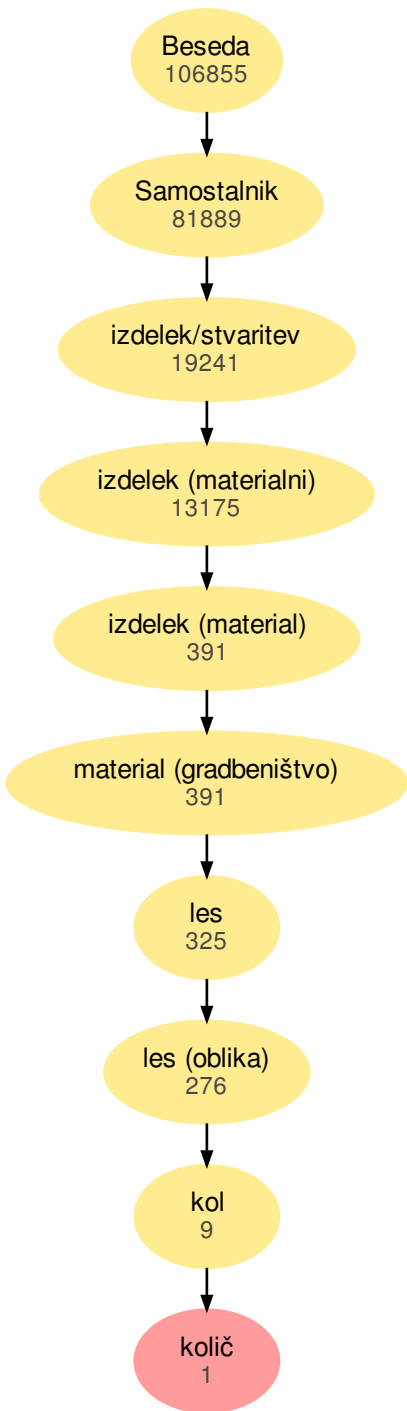 Beseda
106855
Samostalnik
81889
izdelek/stvaritev
19241
izdelek (materialni)
13175
izdelek (material)
391
material (gradbeništvo)
391
les
325
les (oblika)
276
kol
9
količ
1